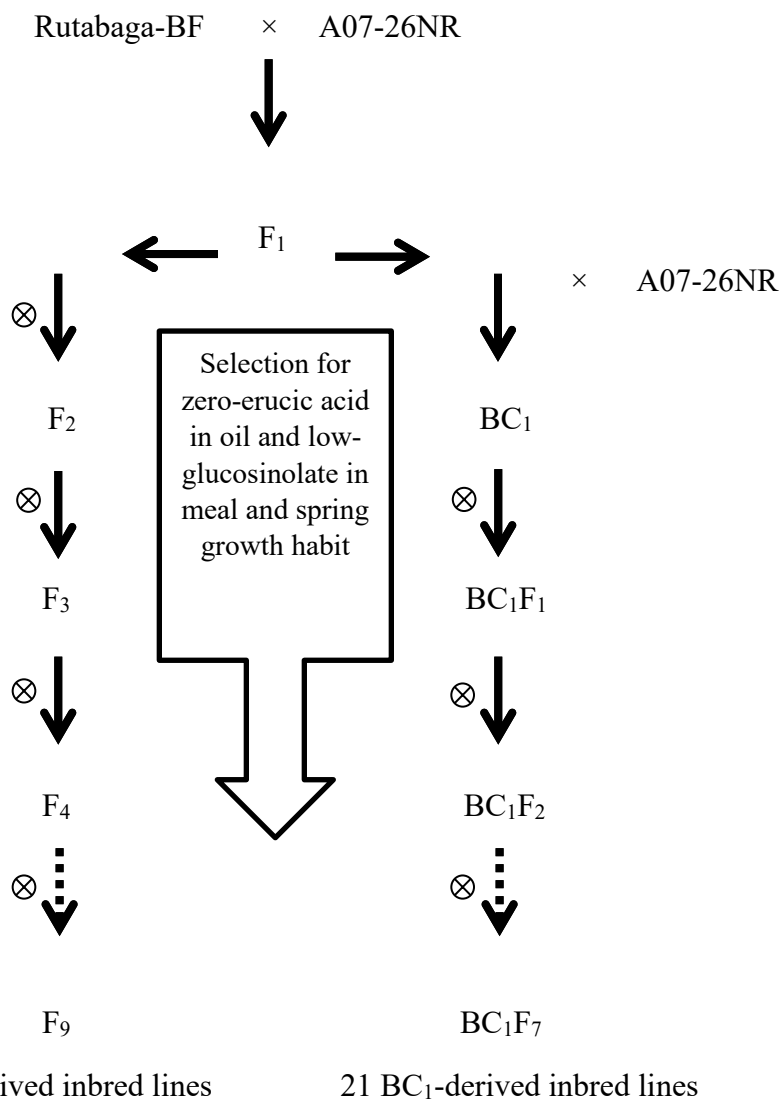 Rutabaga-BF × A07-26NR
F₁
× A07-26NR
⊗
Selection for
zero-erucic acid
in oil and low-
glucosinolate in
meal and spring
growth habit
F₂ BC₁
⊗ ⊗
F₃ BC₁F₁
⊗ ⊗
F₄ BC₁F₂
⊗ ⊗
F₉ BC₁F₇
inbred lines 21 BC₁-derived inbred lines